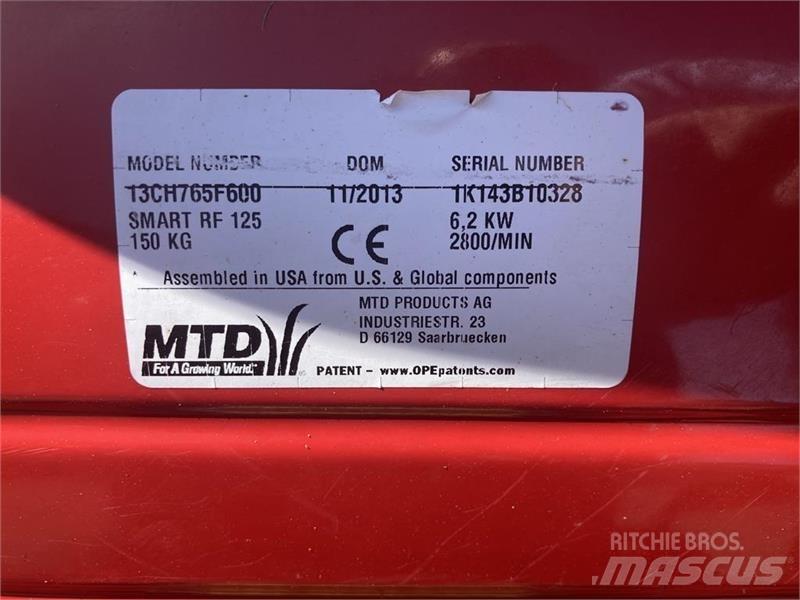 MODEL NUMBER DOM SERIAL NUMBER
13CH765F600 11/2013 1K143B10328
SMART RF 125 6,2 KW
150 KG CE 2800/MIN
Assembled in USA from U.S. & Global components
MTD PRODUCTS AG
INDUSTRIESTR. 23
D 66129 Saarbruecken
MTD
For A Growing World.
PATENT - www.OPEpatents.com
RITCHIE BROS.
MASCUS